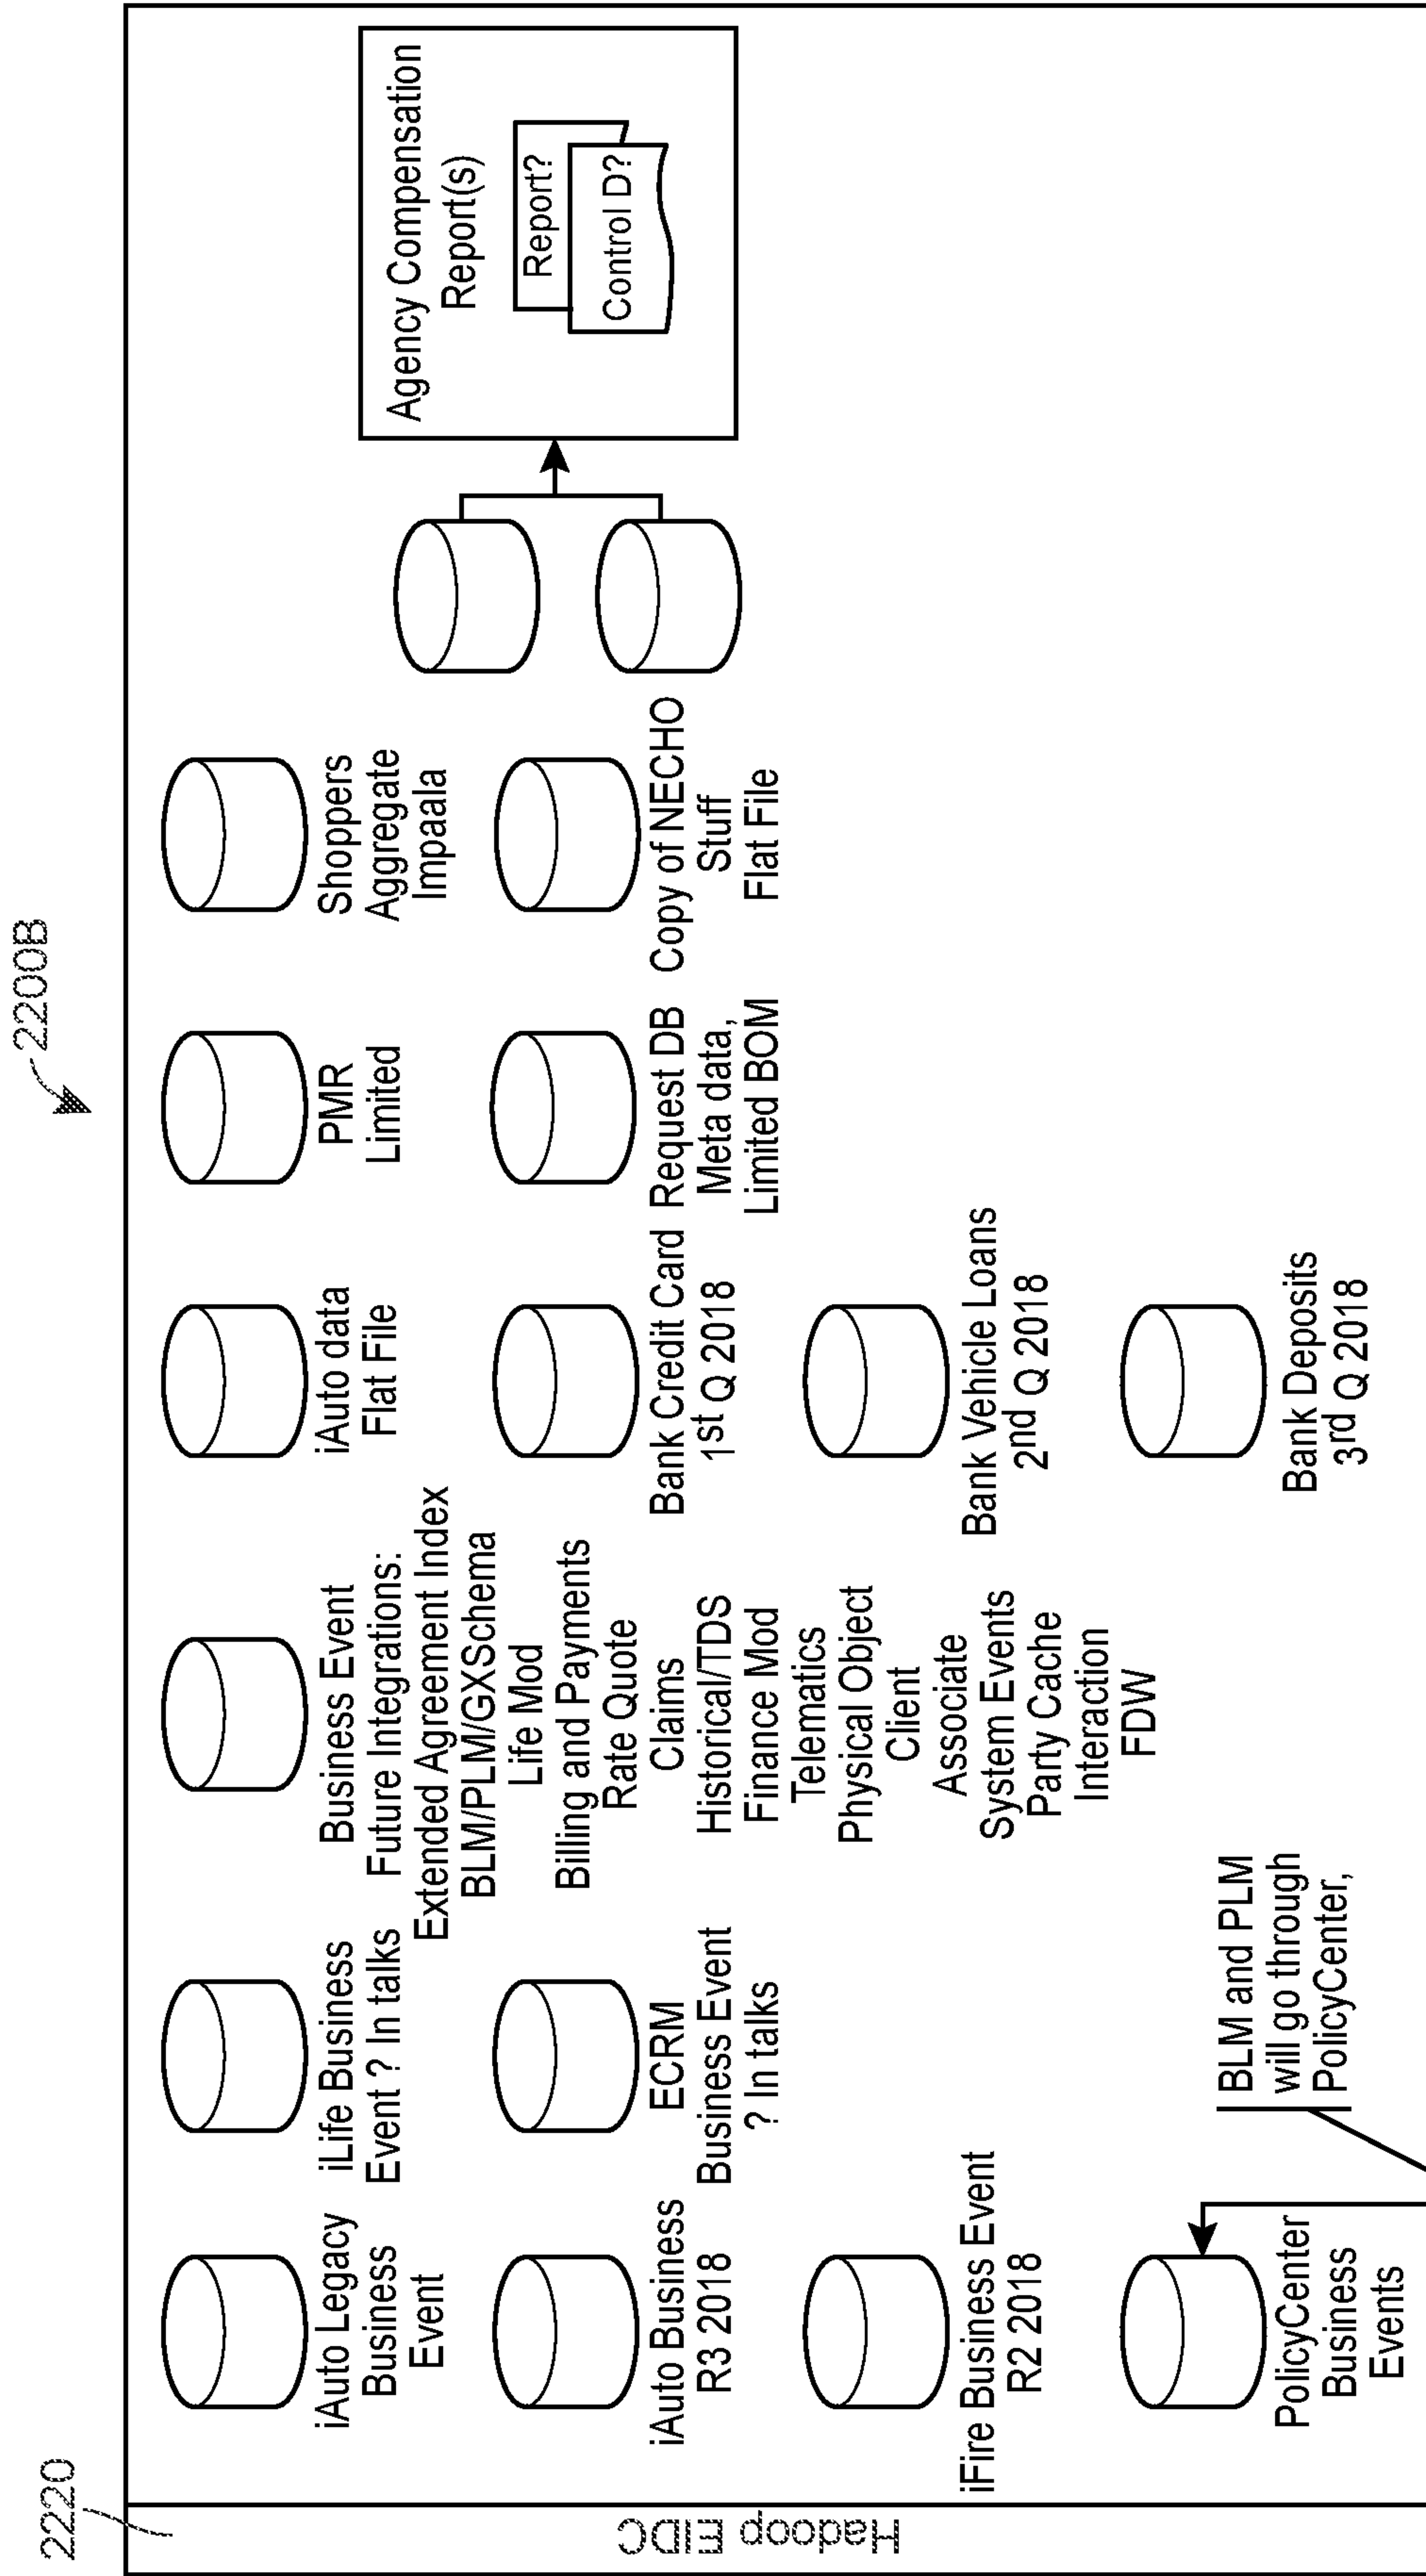 2200B
2220
Hadoop EIDC
iAuto Legacy
Business
Event
iLife Business
Event ? In talks
Business Event
Future Integrations:
Extended Agreement Index
BLM/PLM/GXSchema
Life Mod
Billing and Payments
Rate Quote
Claims
Historical/TDS
Finance Mod
Telematics
Physical Object
Client
Associate
System Events
Party Cache
Interaction
FDW
iAuto data
Flat File
PMR
Limited
Shoppers
Aggregate
Impaala
iAuto Business
R3 2018
ECRM
Business Event
? In talks
Bank Credit Card
1st Q 2018
Request DB
Meta data,
Limited BOM
Copy of NECHO
Stuff
Flat File
iFire Business Event
R2 2018
Bank Vehicle Loans
2nd Q 2018
PolicyCenter
Business
Events
BLM and PLM
will go through
PolicyCenter,
Bank Deposits
3rd Q 2018
Agency Compensation
Report(s)
Report?
Control D?